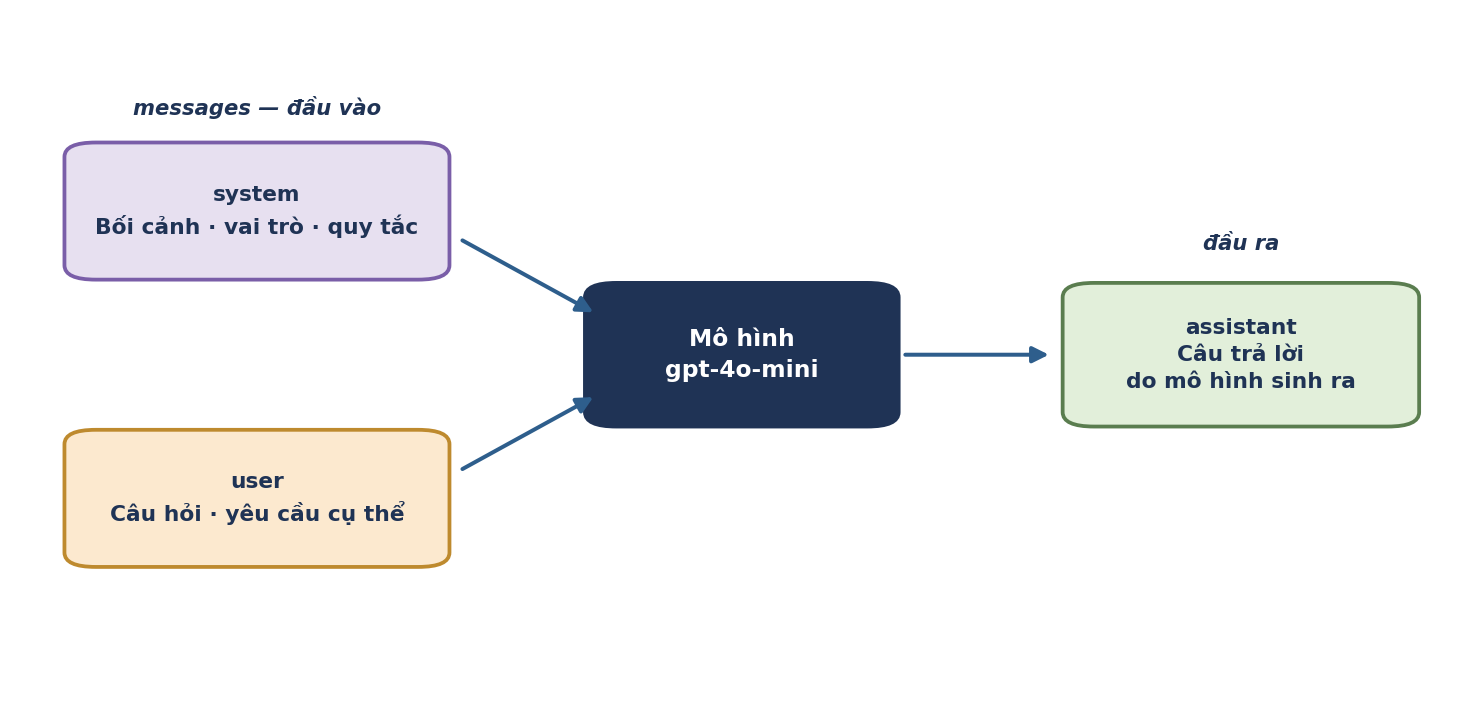 messages — đầu vào
system
Bối cảnh · vai trò · quy tắc
user
Câu hỏi · yêu cầu cụ thể
Mô hình
gpt-4o-mini
đầu ra
assistant
Câu trả lời
do mô hình sinh ra